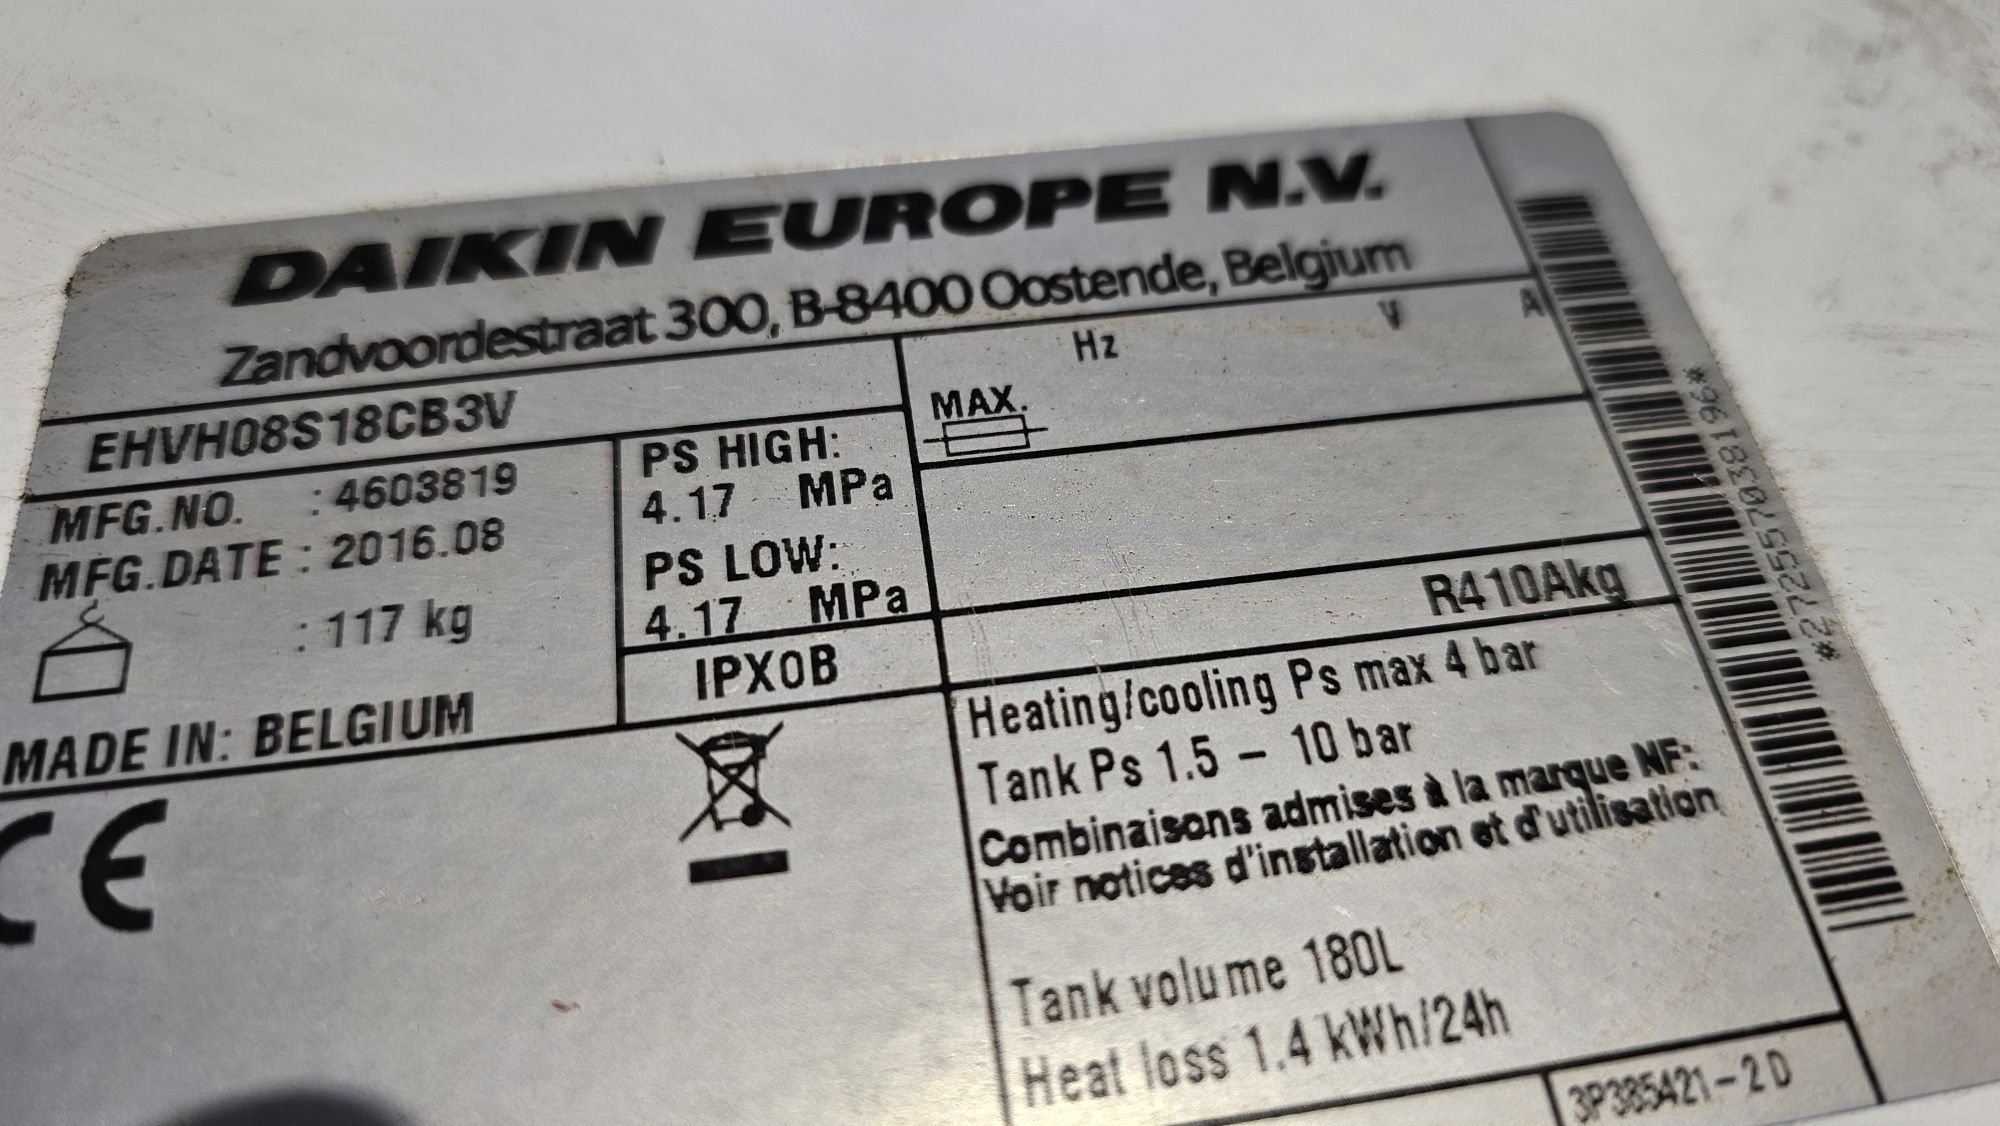 DAIKIN EUROPE N.V.
Zandvoordestraat 300, B-8400 Oostende, Belgium
EHVH08S18CB3V
Hz V A
MFG.NO. : 4603819
MFG.DATE : 2016.08
: 117 kg
MADE IN: BELGIUM
PS HIGH:
4.17 MPa
PS LOW:
4.17 MPa
IPX0B
MAX.
R410Akg
Heating/cooling Ps max 4 bar
Tank Ps 1.5 – 10 bar
Combinaisons admises à la marque NF:
Voir notices d'installation et d'utilisation
Tank volume 180L
Heat loss 1.4 kWh/24h
3P385421-2D
CE
*27255570381 96*